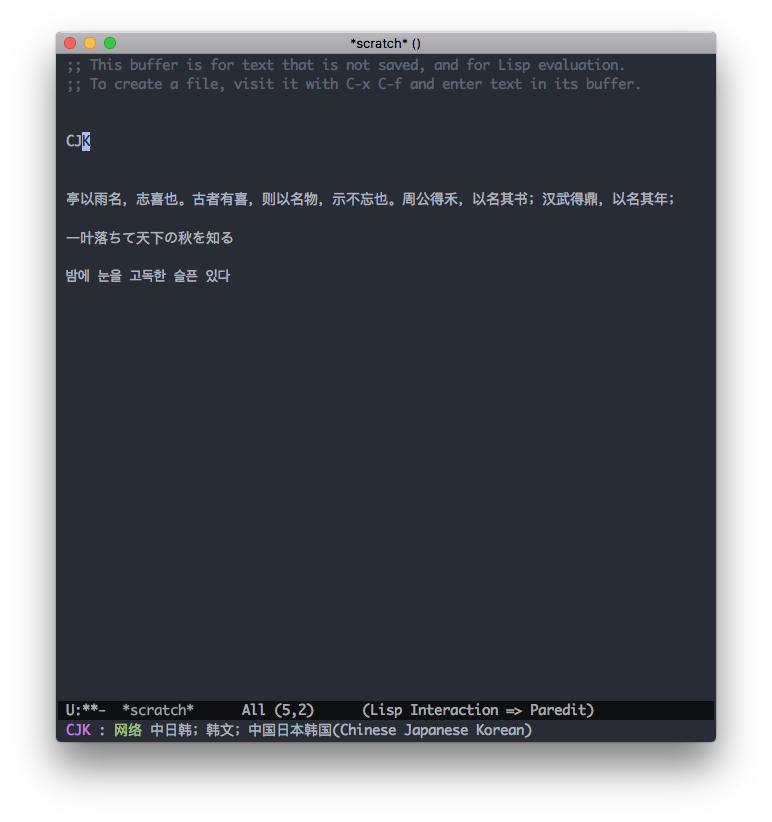 *scratch* ()
;; This buffer is for text that is not saved, and for Lisp evaluation.
;; To create a file, visit it with C-x C-f and enter text in its buffer.
CJK
亭以雨名，志喜也。古者有喜，则以名物，示不忘也。周公得禾，以名其书；汉武得鼎，以名其年；
一叶落ちて天下の秋を知る
밤에 눈을 고독한 슬픈 있다
U:**-  *scratch*      All (5,2)      (Lisp Interaction => Paredit)
CJK : 网络 中日韩；韩文；中国日本韩国(Chinese Japanese Korean)